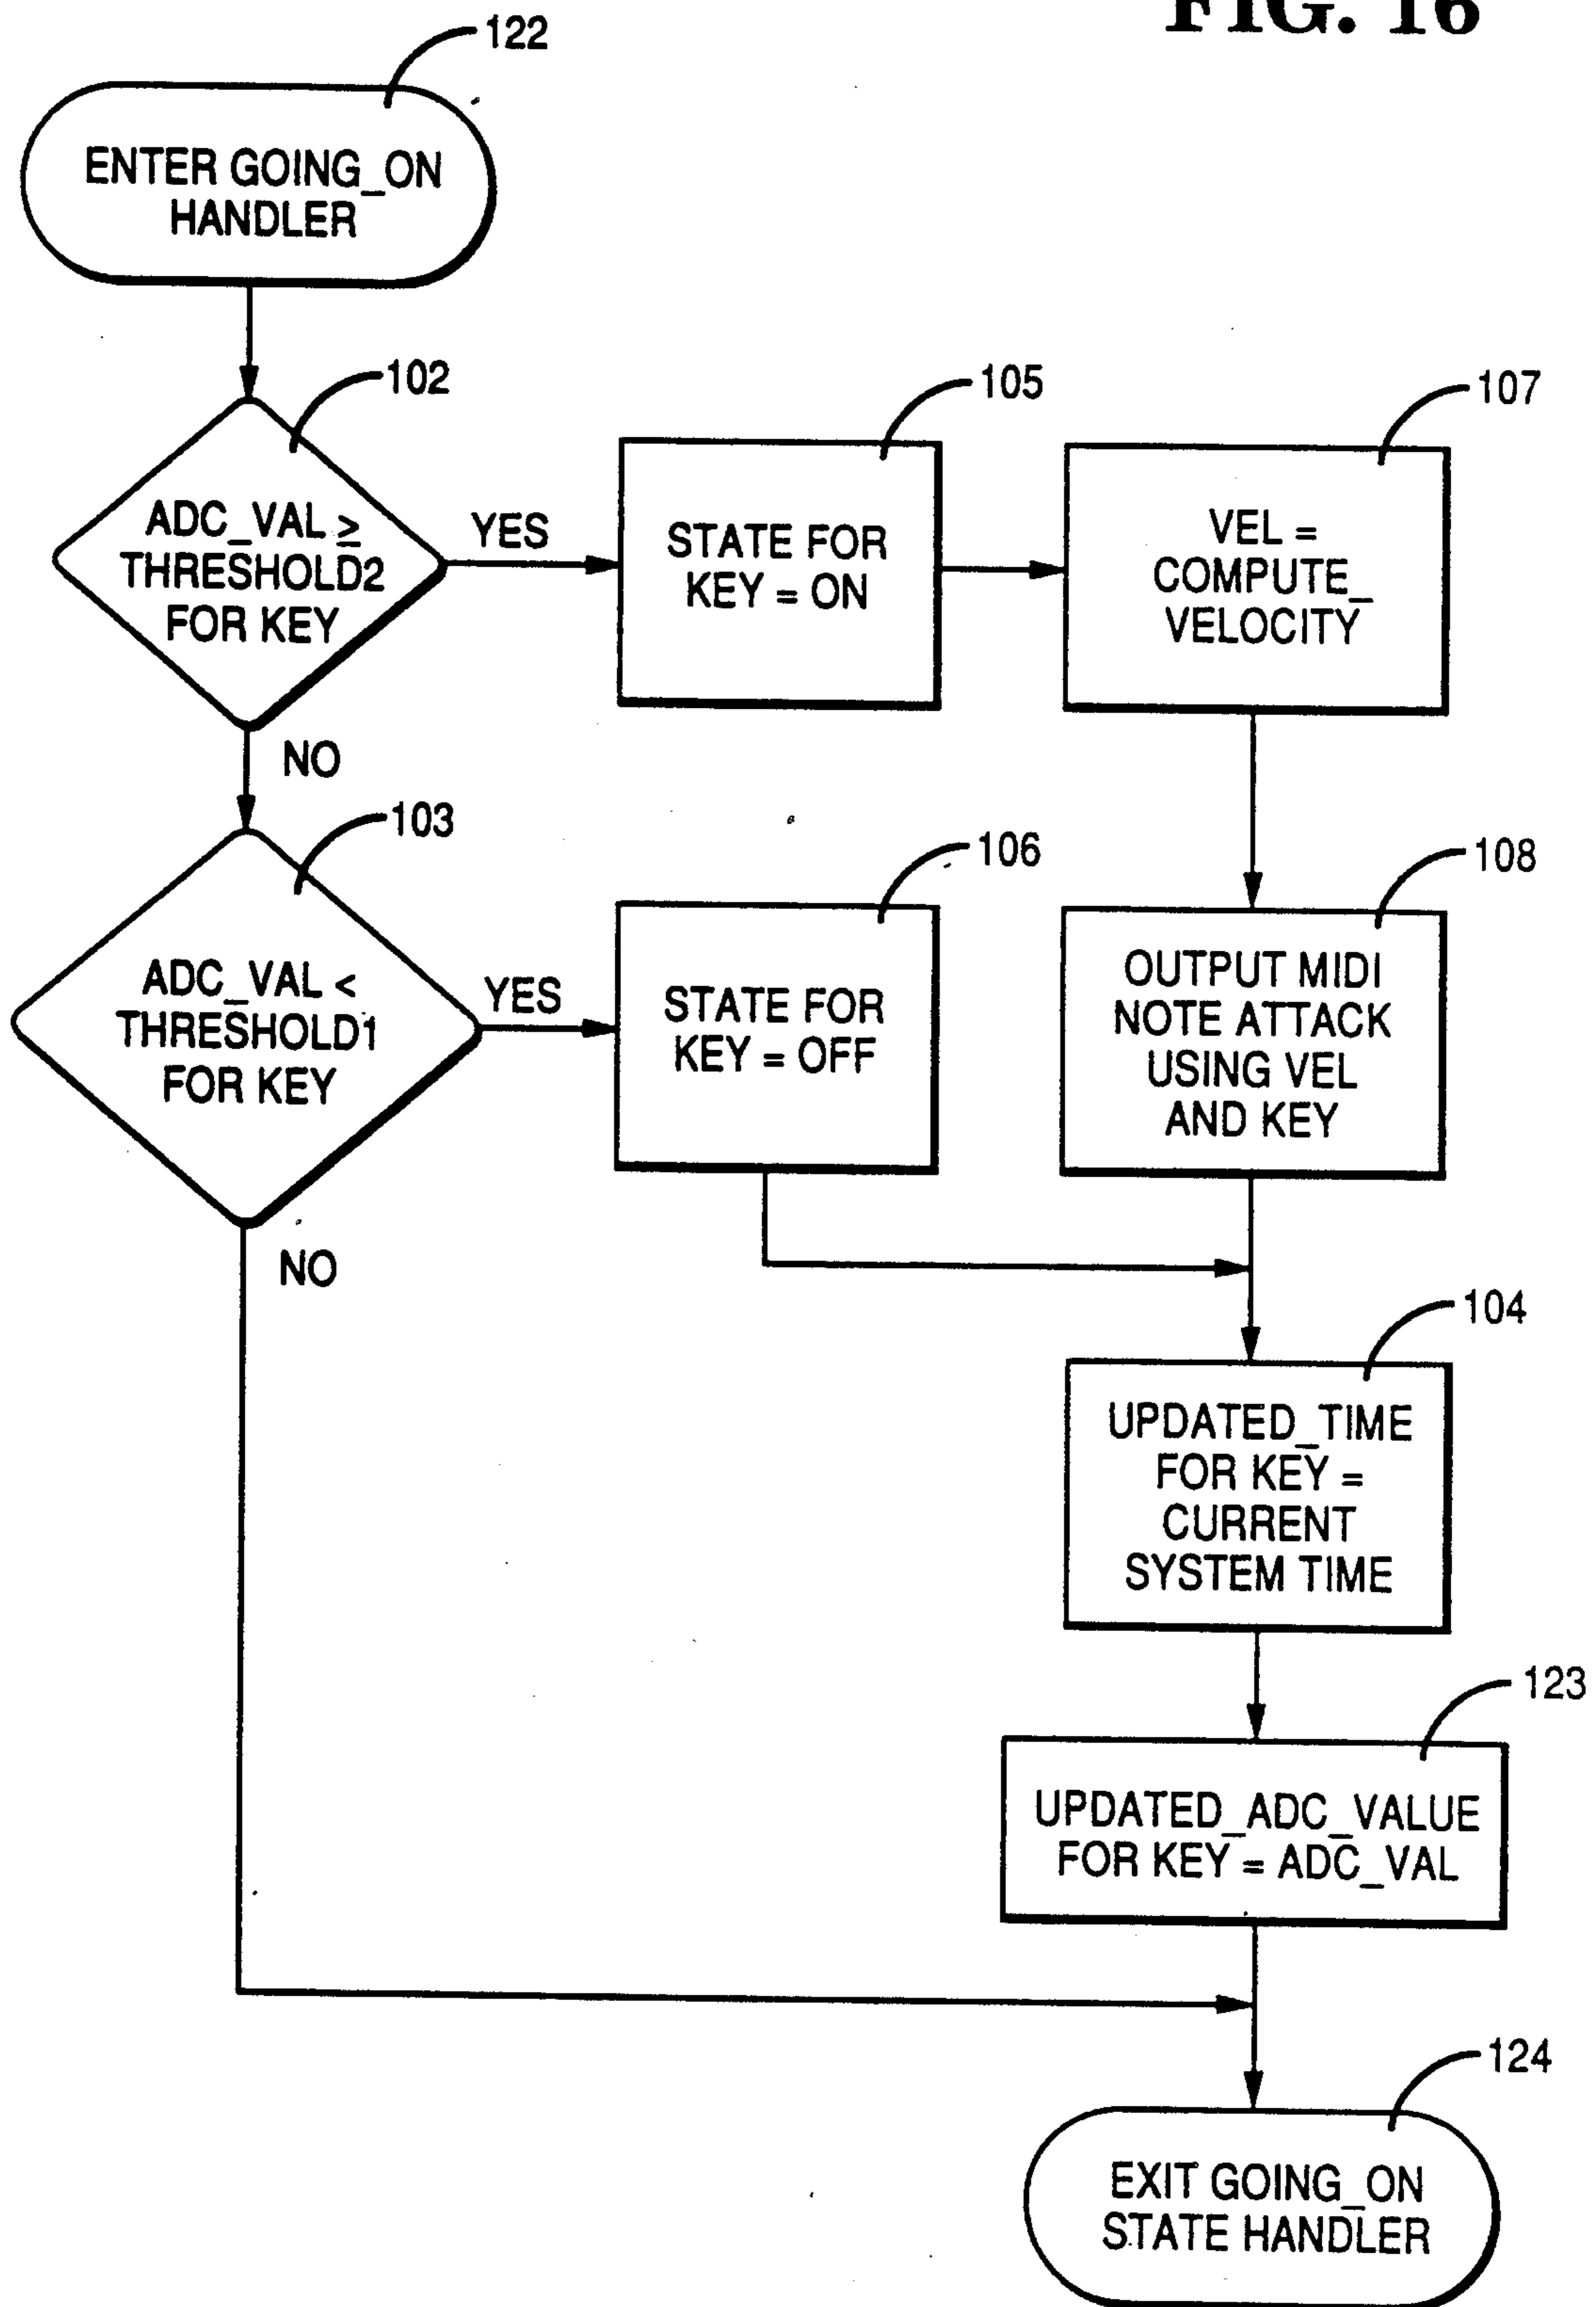 FIG. 16
122
ENTER GOING_ON
HANDLER
102
ADC_VAL ≥
THRESHOLD2
FOR KEY
YES
NO
105
STATE FOR
KEY = ON
107
VEL =
COMPUTE_
VELOCITY
103
ADC_VAL <
THRESHOLD1
FOR KEY
YES
NO
106
STATE FOR
KEY = OFF
108
OUTPUT MIDI
NOTE ATTACK
USING VEL
AND KEY
104
UPDATED_TIME
FOR KEY =
CURRENT
SYSTEM TIME
123
UPDATED_ADC_VALUE
FOR KEY = ADC_VAL
124
EXIT GOING_ON
STATE HANDLER